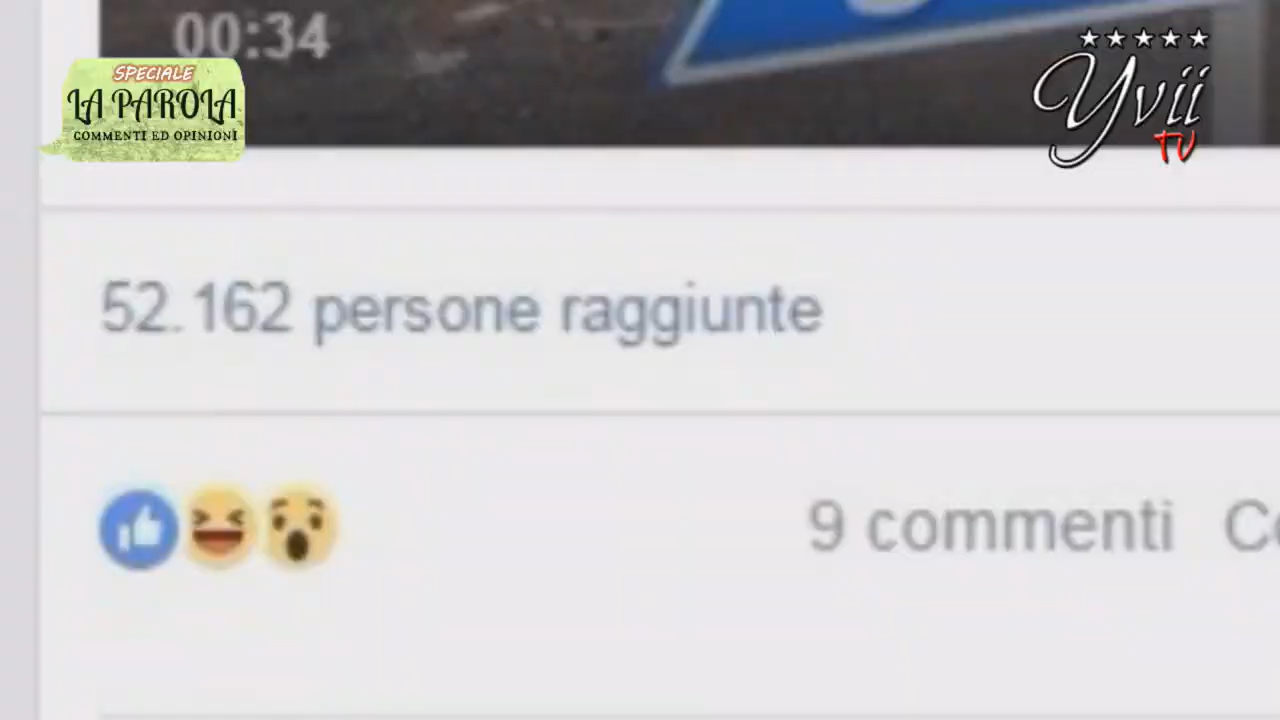 00:34
SPECIALE
LA PAROLA
COMMENTI ED OPINIONI
Yvii
TV
52.162 persone raggiunte
9 commenti